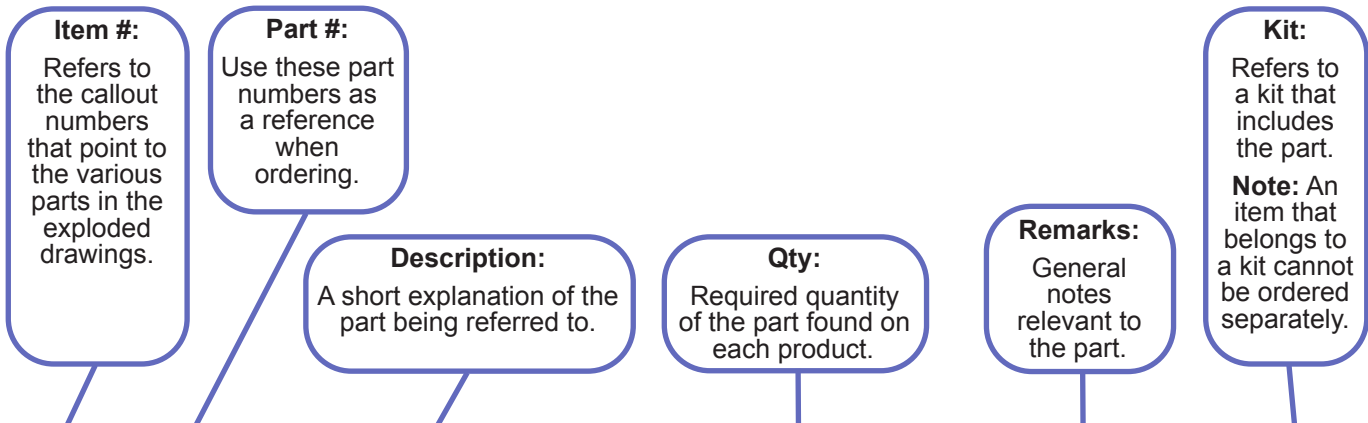 Item #:
Refers to
the callout
numbers
that point to
the various
parts in the
exploded
drawings.
Part #:
Use these part
numbers as
a reference
when
ordering.
Description:
A short explanation of the
part being referred to.
Qty:
Required quantity
of the part found on
each product.
Remarks:
General
notes
relevant to
the part.
Kit:
Refers to
a kit that
includes
the part.
Note: An
item that
belongs to
a kit cannot
be ordered
separately.